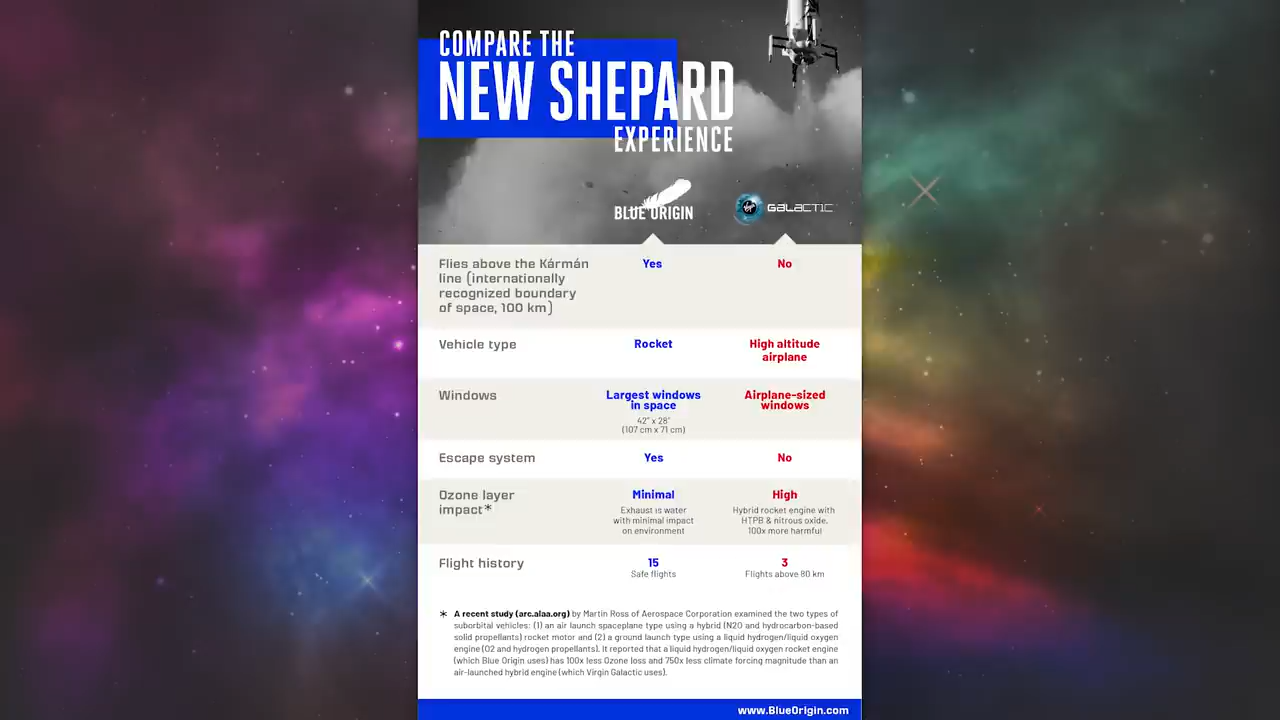 COMPARE THE
NEW SHEPARD
EXPERIENCE
BLUE ORIGIN
Virgin GALACTIC
Flies above the Kármán
line (internationally
recognized boundary
of space, 100 km)
Yes
No
Vehicle type
Rocket
High altitude
airplane
Windows
Largest windows
in space
42" x 28"
(107 cm x 71 cm)
Airplane-sized
windows
Escape system
Yes
No
Ozone layer
impact*
Minimal
Exhaust is water
with minimal impact
on environment
High
Hybrid rocket engine with
HTPB & nitrous oxide,
100x more harmful
Flight history
15
Safe flights
3
Flights above 80 km
* A recent study (arc.aiaa.org) by Martin Ross of Aerospace Corporation examined the two types of
suborbital vehicles: (1) an air launch spaceplane type using a hybrid (N2O and hydrocarbon-based
solid propellants) rocket motor and (2) a ground launch type using a liquid hydrogen/liquid oxygen
engine (O2 and hydrogen propellants). It reported that a liquid hydrogen/liquid oxygen rocket engine
(which Blue Origin uses) has 100x less Ozone loss and 750x less climate forcing magnitude than an
air-launched hybrid engine (which Virgin Galactic uses).
www.BlueOrigin.com